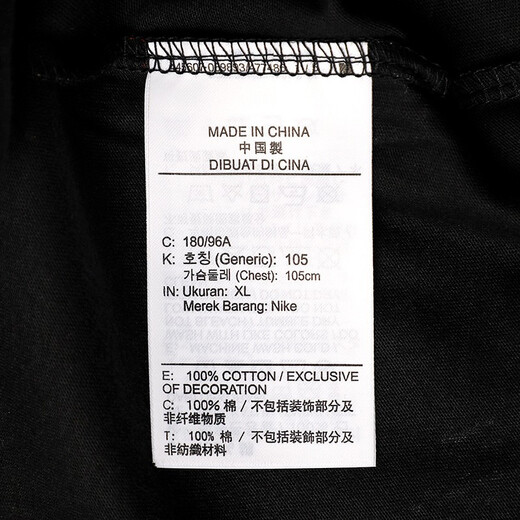 MADE IN CHINA
中国製
DIBUAT DI CINA
C: 180/96A
K: 호칭 (Generic): 105
가슴둘레 (Chest): 105cm
IN: Ukuran: XL
Merek Barang: Nike
E: 100% COTTON / EXCLUSIVE
OF DECORATION
C: 100% 棉 / 不包括装饰部分及
非纤维物质
T: 100% 棉 / 不包括裝飾部分及
非紡織材料